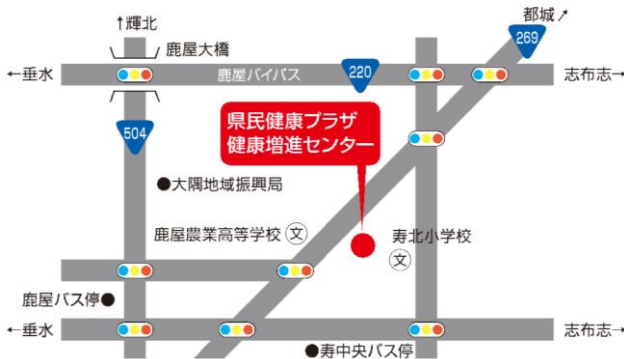 ↑輝北
都城↗
鹿屋大橋
269
←垂水
鹿屋バイパス
220
志布志→
504
県民健康プラザ
健康増進センター
●大隅地域振興局
鹿屋農業高等学校 文
寿北小学校
文
鹿屋バス停●
←垂水
志布志→
●寿中央バス停